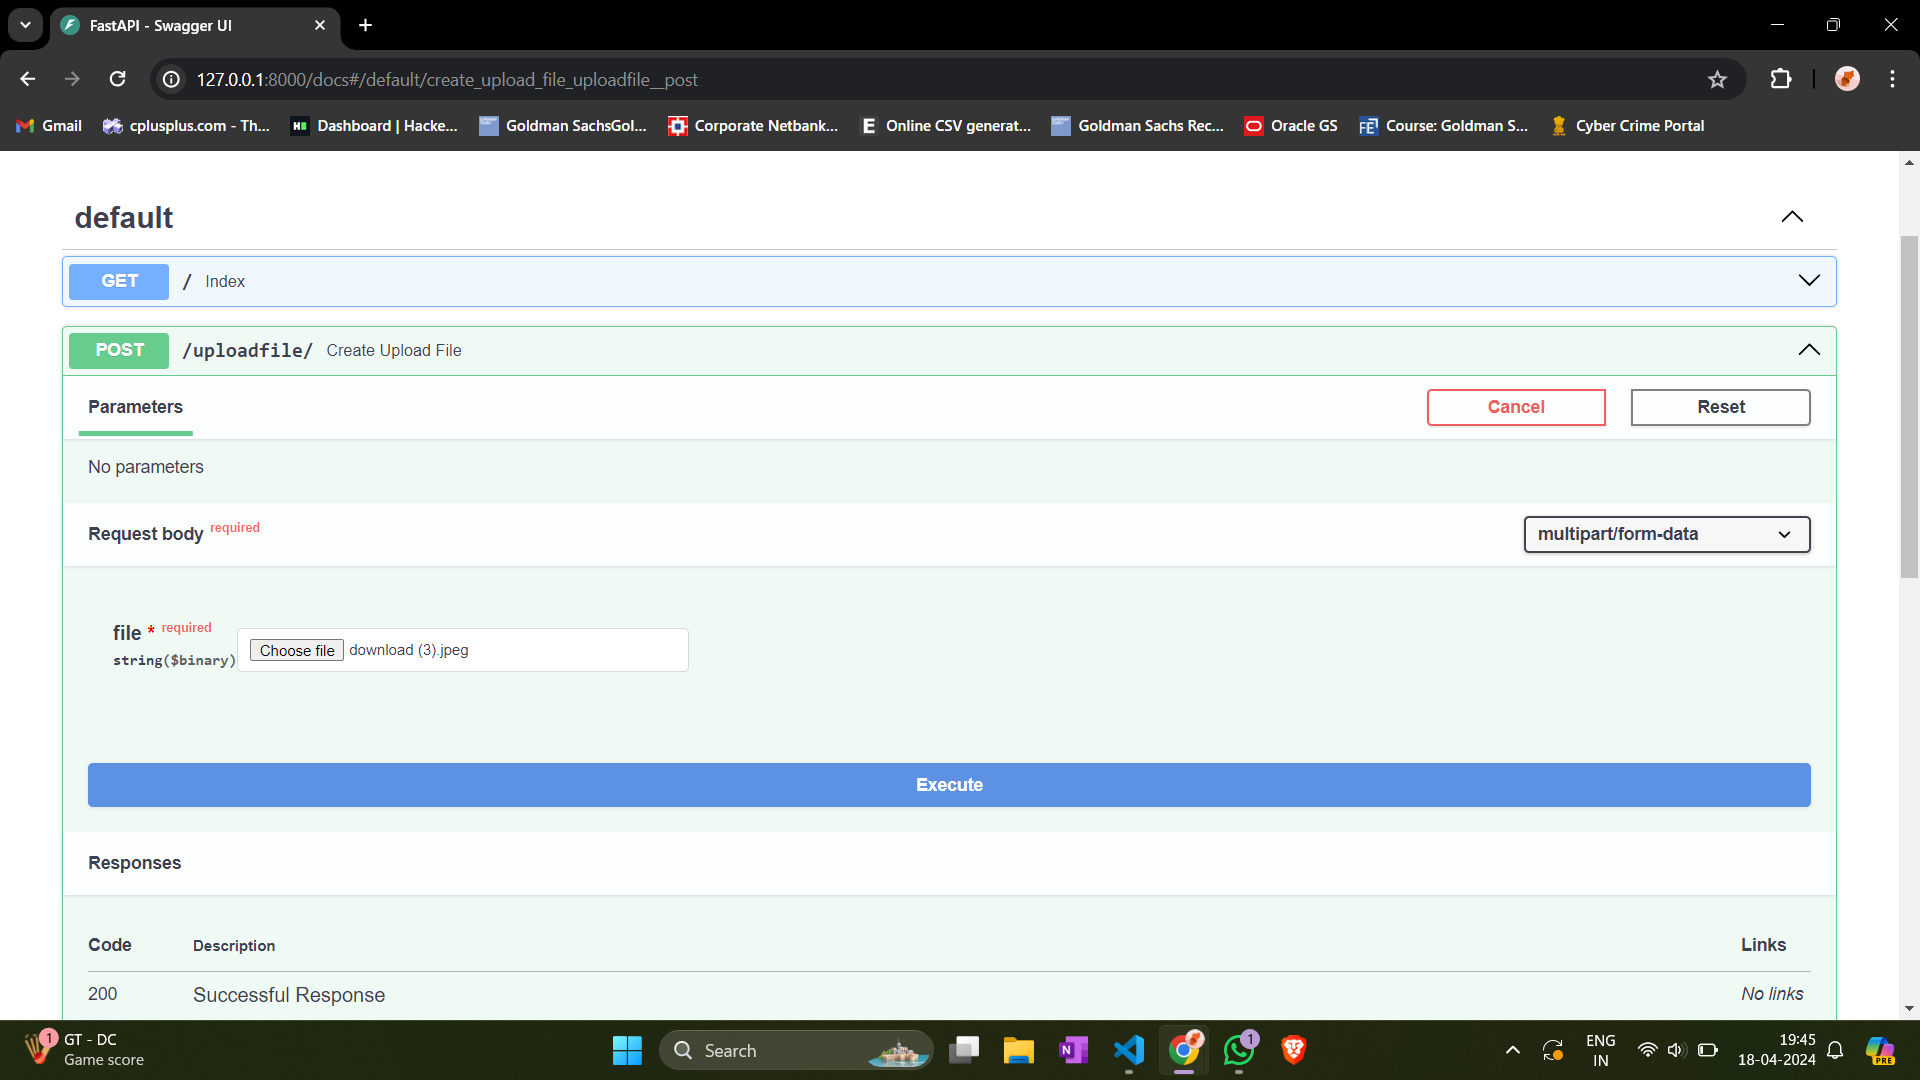 FastAPI - Swagger UI
127.0.0.1:8000/docs#/default/create_upload_file_uploadfile__post
Gmail
cplusplus.com - Th...
Dashboard | Hacke...
Goldman SachsGol...
Corporate Netbank...
E
Online CSV generat...
Goldman Sachs Rec...
Oracle GS
FE
Course: Goldman S...
Cyber Crime Portal
default
GET / Index
POST /uploadfile/ Create Upload File
Parameters
Cancel
Reset
No parameters
Request body required
multipart/form-data
file * required
string($binary)
Choose file download (3).jpeg
Execute
Responses
Code Description Links
200 Successful Response No links
1
GT - DC
Game score
Search
N
1
ENG
IN
19:45
18-04-2024
PRE